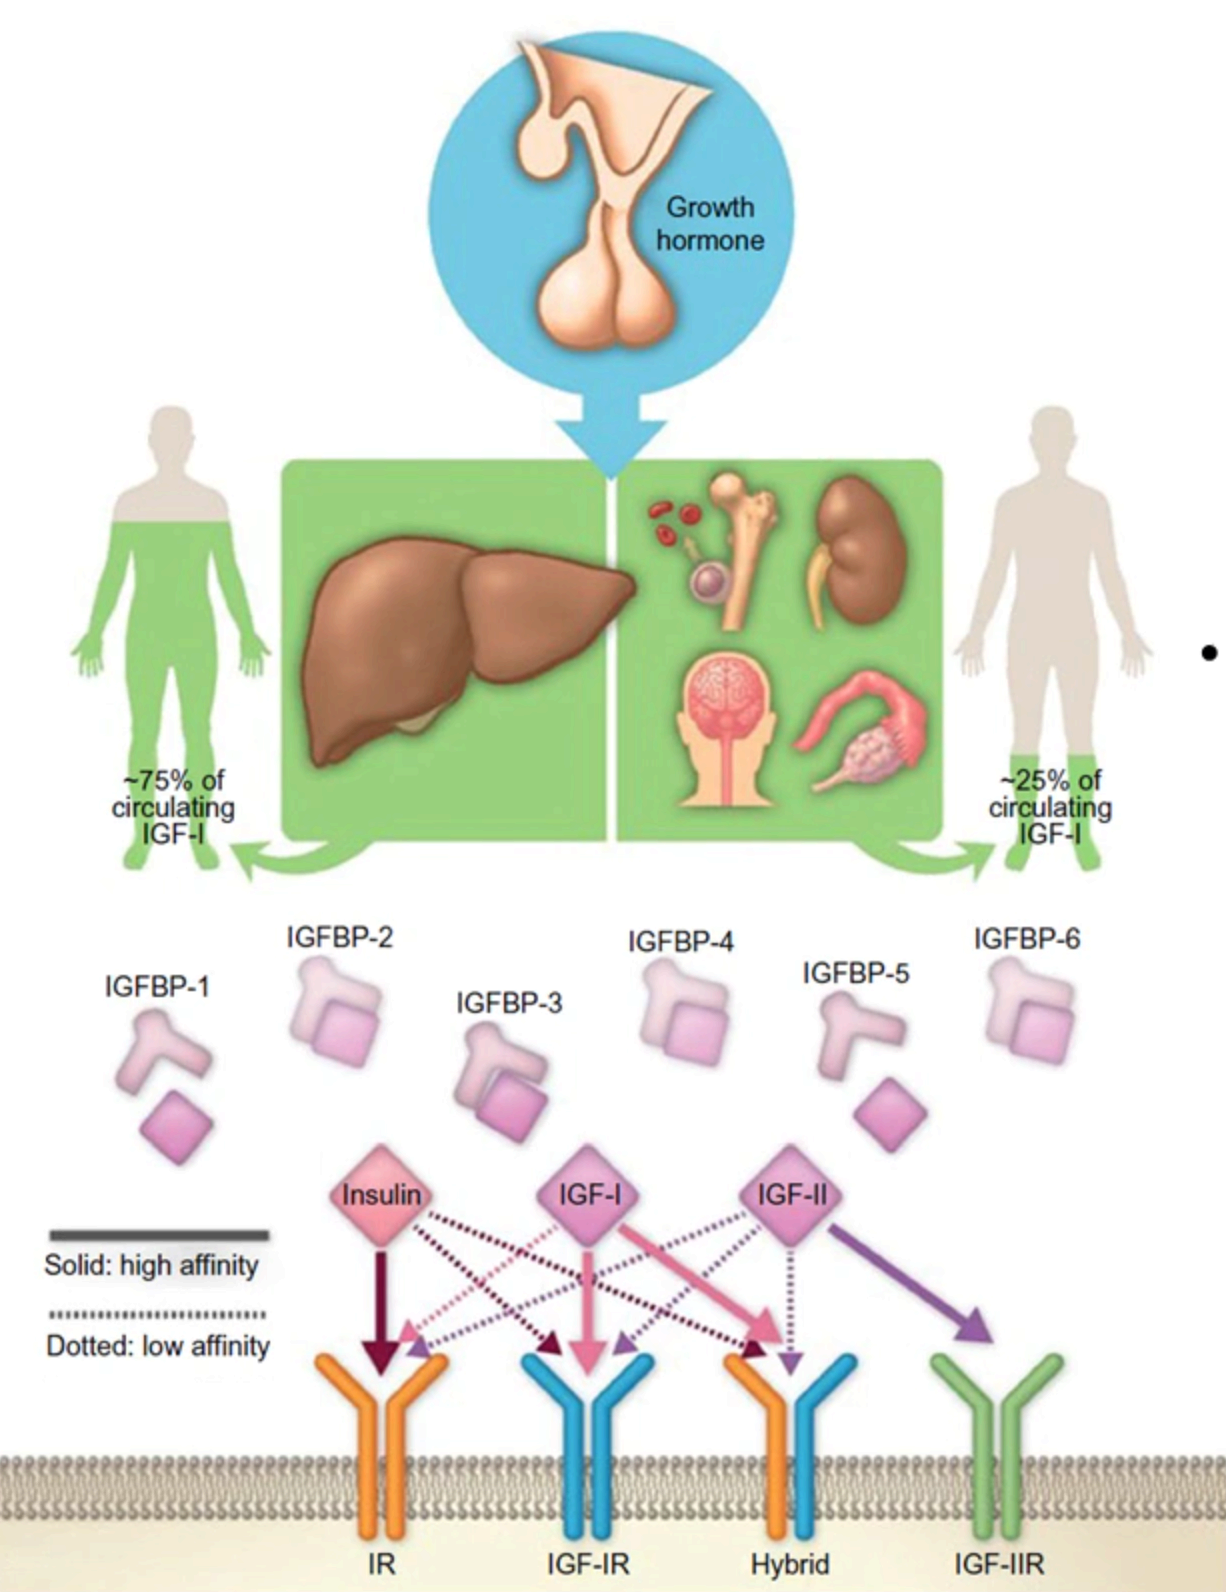 Growth
hormone
~75% of
circulating
IGF-I
~25% of
circulating
IGF-I
IGFBP-1
IGFBP-2
IGFBP-3
IGFBP-4
IGFBP-5
IGFBP-6
Insulin
IGF-I
IGF-II
Solid: high affinity
Dotted: low affinity
IR
IGF-IR
Hybrid
IGF-IIR